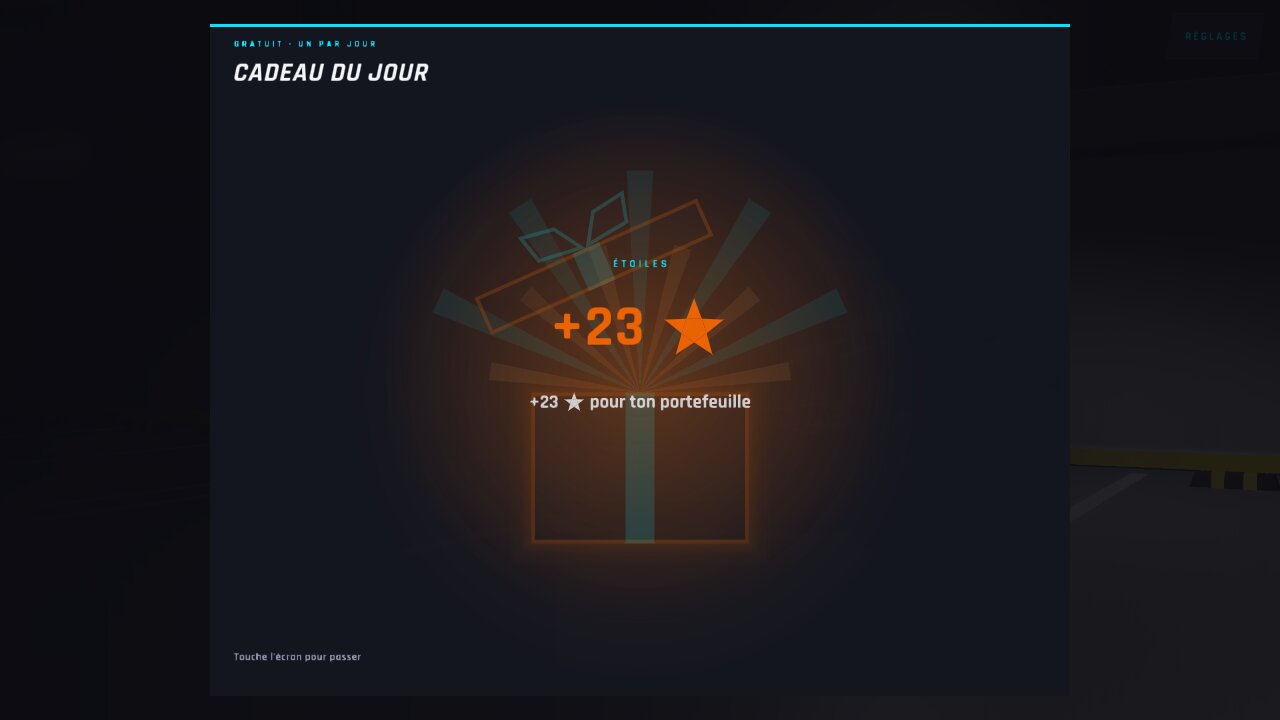 GRATUIT · UN PAR JOUR
CADEAU DU JOUR
RÉGLAGES
ÉTOILES
+23 ★
+23 ★ pour ton portefeuille
Touche l'écran pour passer